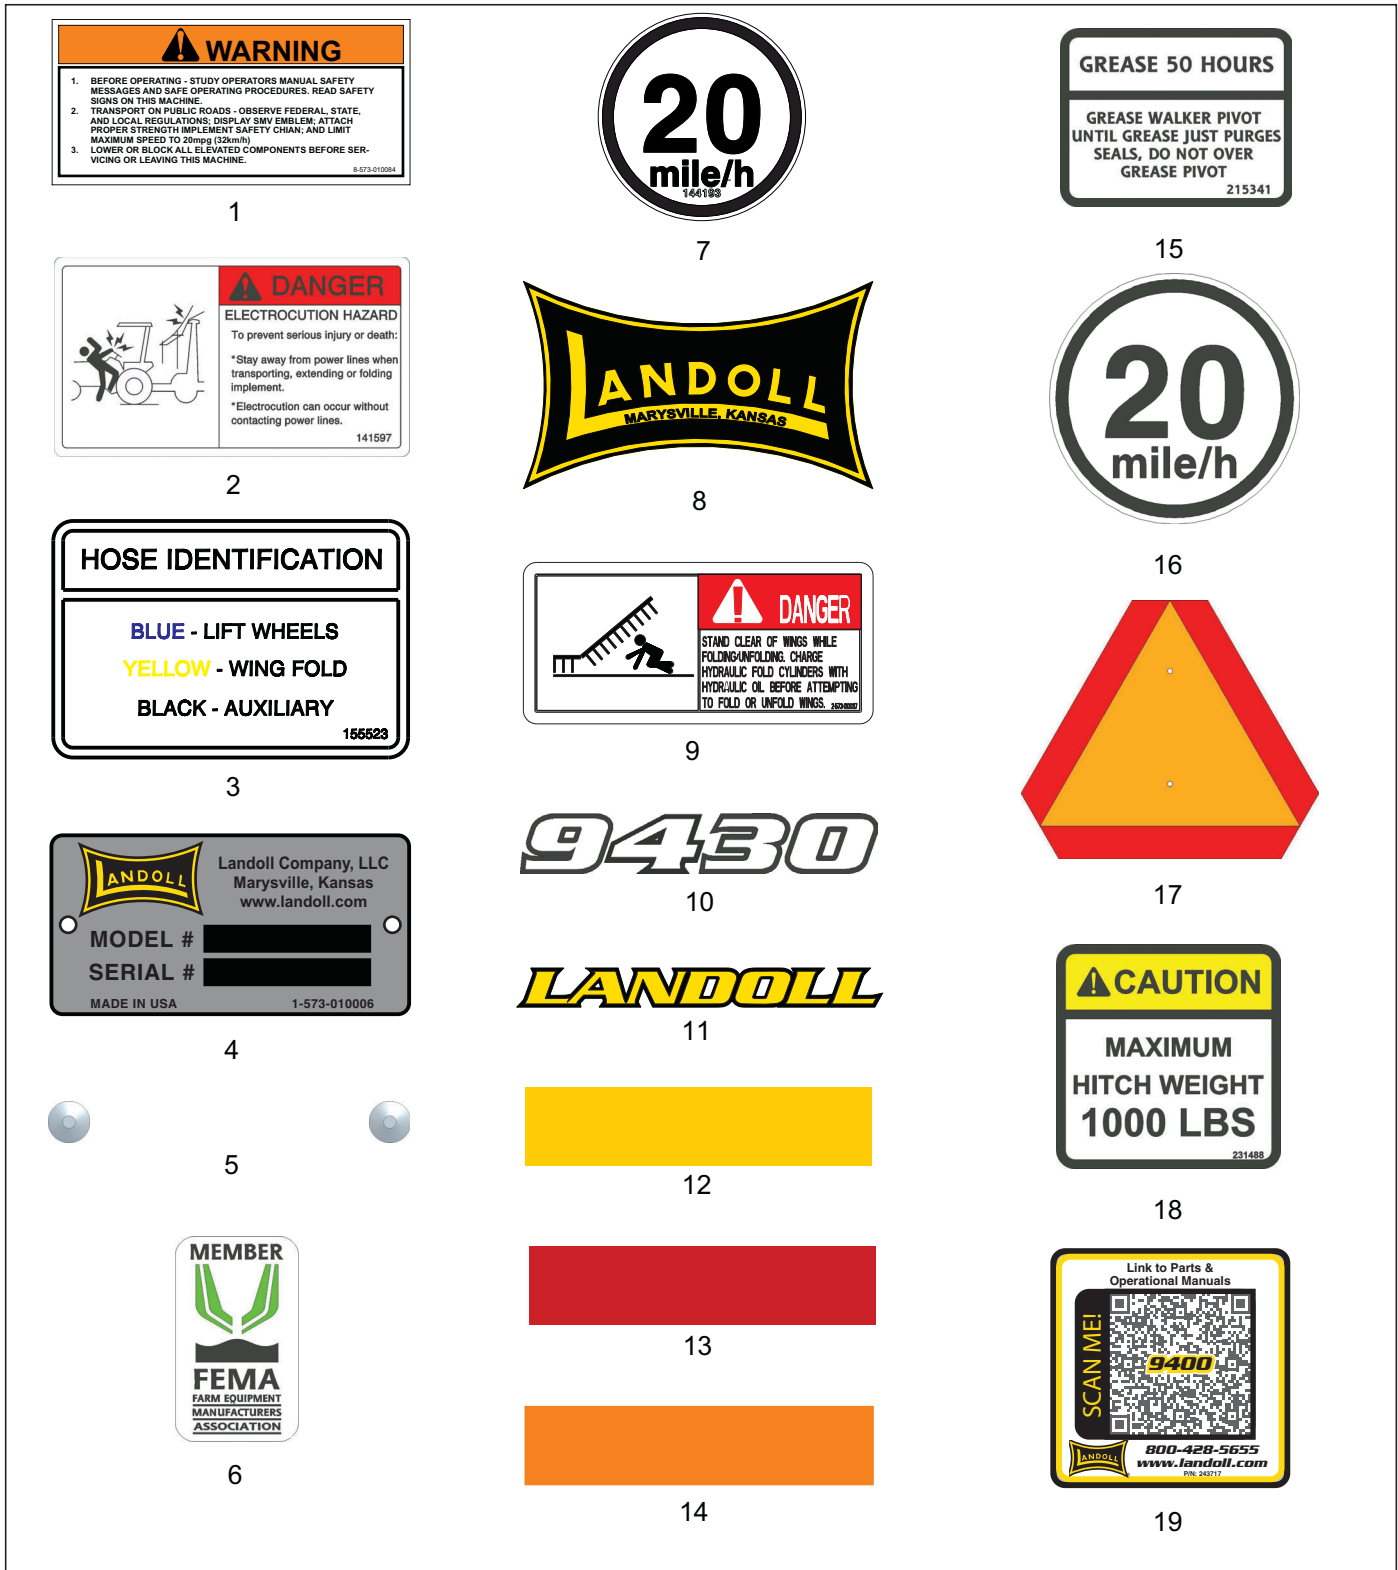 WARNING
1. BEFORE OPERATING - STUDY OPERATORS MANUAL SAFETY
MESSAGES AND SAFE OPERATING PROCEDURES. READ SAFETY
SIGNS ON THIS MACHINE.
2. TRANSPORT ON PUBLIC ROADS - OBSERVE FEDERAL, STATE,
AND LOCAL REGULATIONS; DISPLAY SMV EMBLEM; ATTACH
PROPER STRENGTH IMPLEMENT SAFETY CHIAN; AND LIMIT
MAXIMUM SPEED TO 20mpg (32km/h)
3. LOWER OR BLOCK ALL ELEVATED COMPONENTS BEFORE SER-
VICING OR LEAVING THIS MACHINE.
8-573-010084
1
DANGER
ELECTROCUTION HAZARD
To prevent serious injury or death:
*Stay away from power lines when
transporting, extending or folding
implement.
*Electrocution can occur without
contacting power lines.
141597
2
HOSE IDENTIFICATION
BLUE - LIFT WHEELS
YELLOW - WING FOLD
BLACK - AUXILIARY
155523
3
LANDOLL
Landoll Company, LLC
Marysville, Kansas
www.landoll.com
MODEL #
SERIAL #
MADE IN USA 1-573-010006
4
5
MEMBER
FEMA
FARM EQUIPMENT
MANUFACTURERS
ASSOCIATION
6
20
mile/h
144193
7
LANDOLL
MARYSVILLE, KANSAS
8
DANGER
STAND CLEAR OF WINGS WHILE
FOLDING/UNFOLDING. CHARGE
HYDRAULIC FOLD CYLINDERS WITH
HYDRAULIC OIL BEFORE ATTEMPTING
TO FOLD OR UNFOLD WINGS.
9
9430
10
LANDOLL
11
12
13
14
GREASE 50 HOURS
GREASE WALKER PIVOT
UNTIL GREASE JUST PURGES
SEALS, DO NOT OVER
GREASE PIVOT
215341
15
20
mile/h
16
17
CAUTION
MAXIMUM
HITCH WEIGHT
1000 LBS
231488
18
Link to Parts &
Operational Manuals
SCAN ME!
9400
LANDOLL
800-428-5655
www.landoll.com
P/N: 243717
19